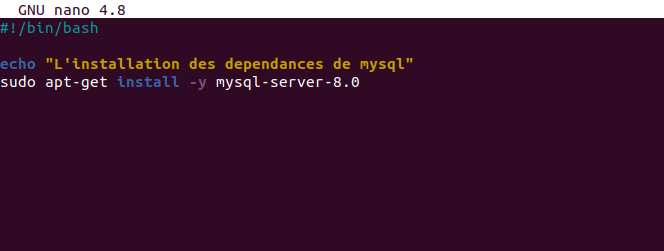 GNU nano 4.8
#!/bin/bash
echo "L'installation des dependances de mysql"
sudo apt-get install -y mysql-server-8.0